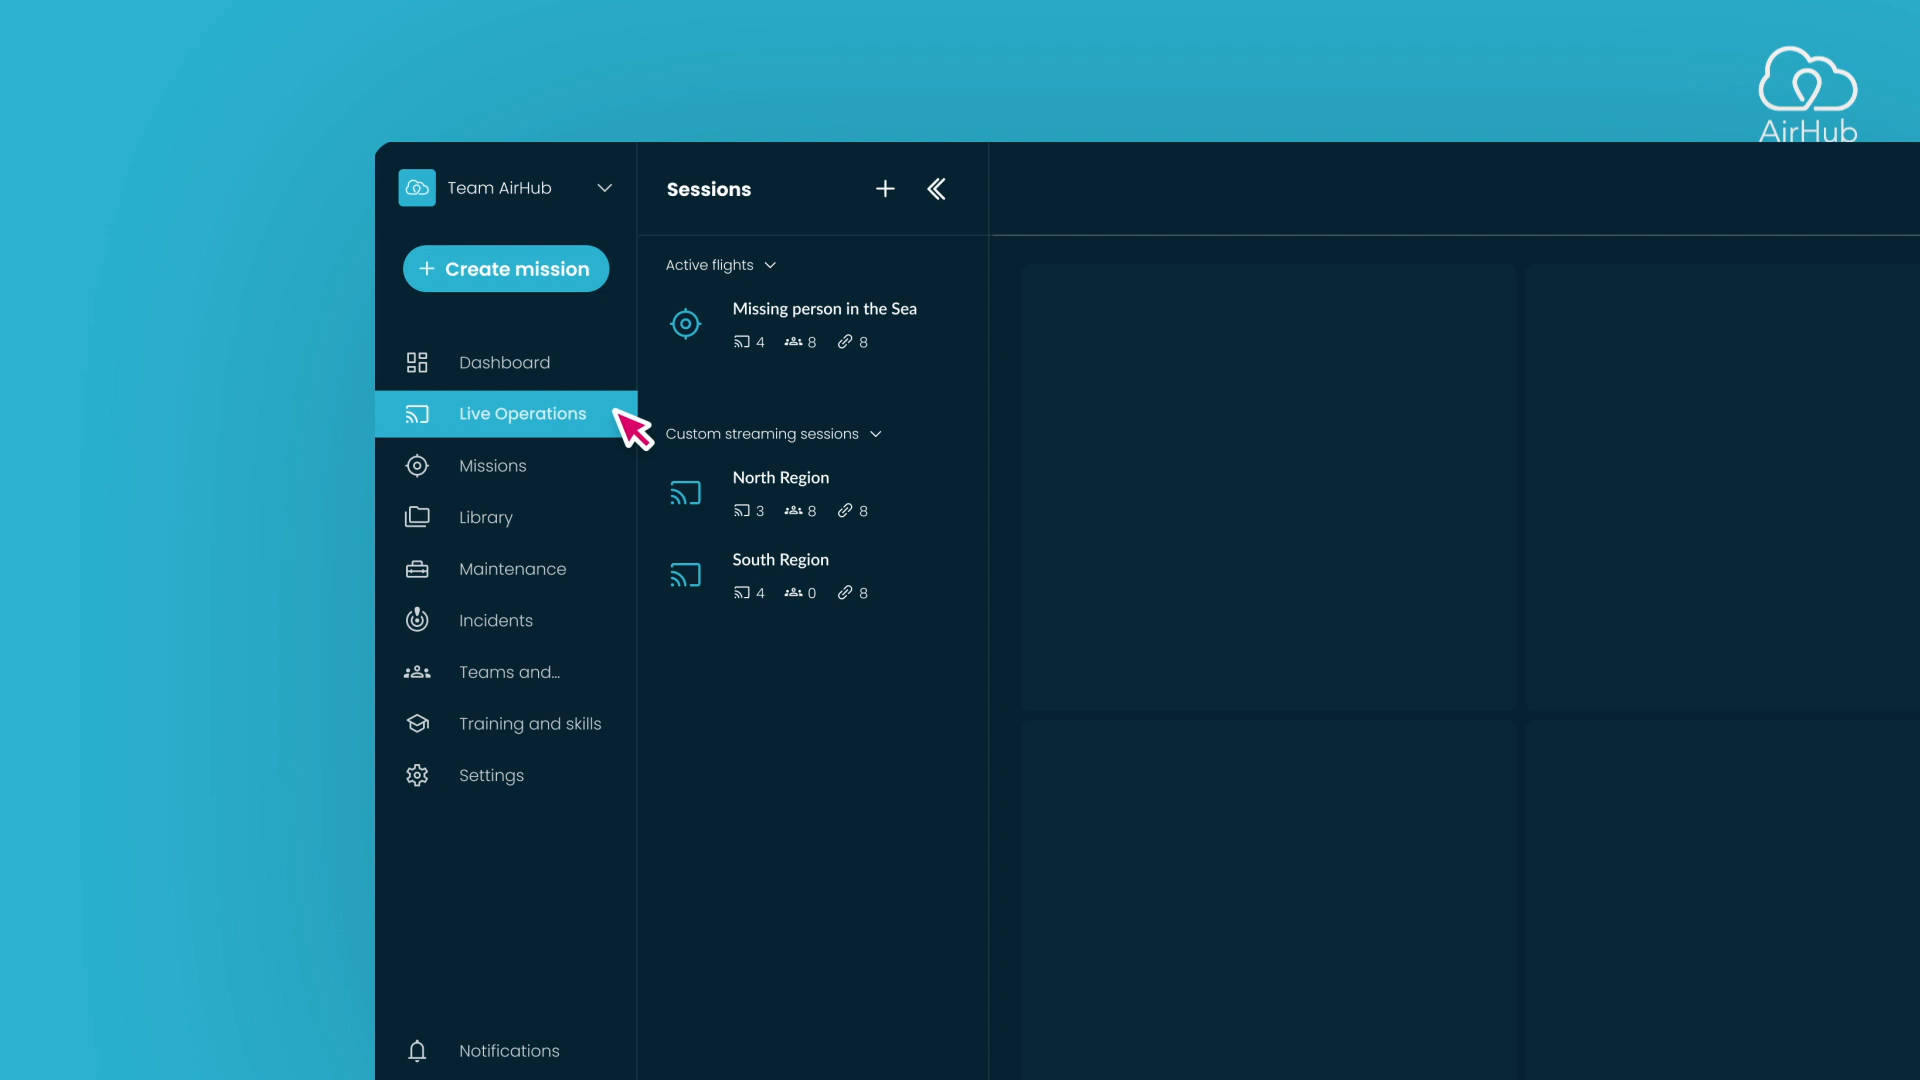 AirHub
Team AirHub
Sessions
+ Create mission
Active flights
Missing person in the Sea
4 8 8
Dashboard
Live Operations
Custom streaming sessions
Missions
North Region
3 8 8
Library
South Region
4 0 8
Maintenance
Incidents
Teams and...
Training and skills
Settings
Notifications